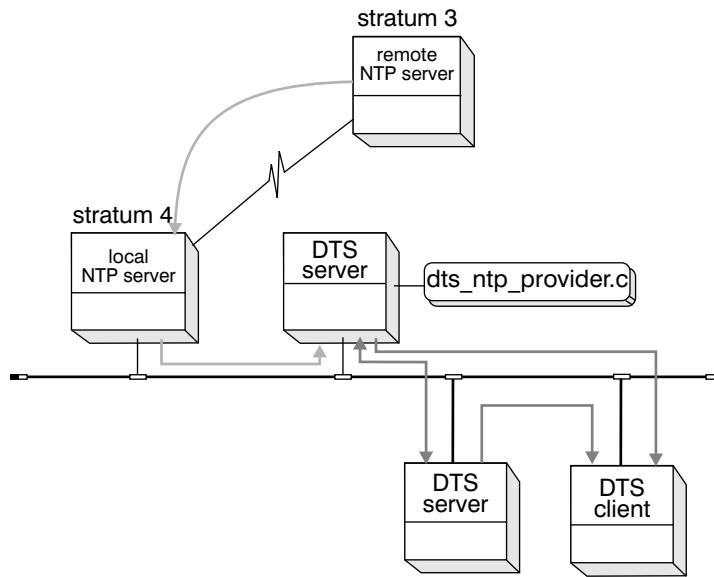 stratum 3
remote
NTP server
stratum 4
local
NTP server
DTS
server
dts_ntp_provider.c
DTS
server
DTS
client